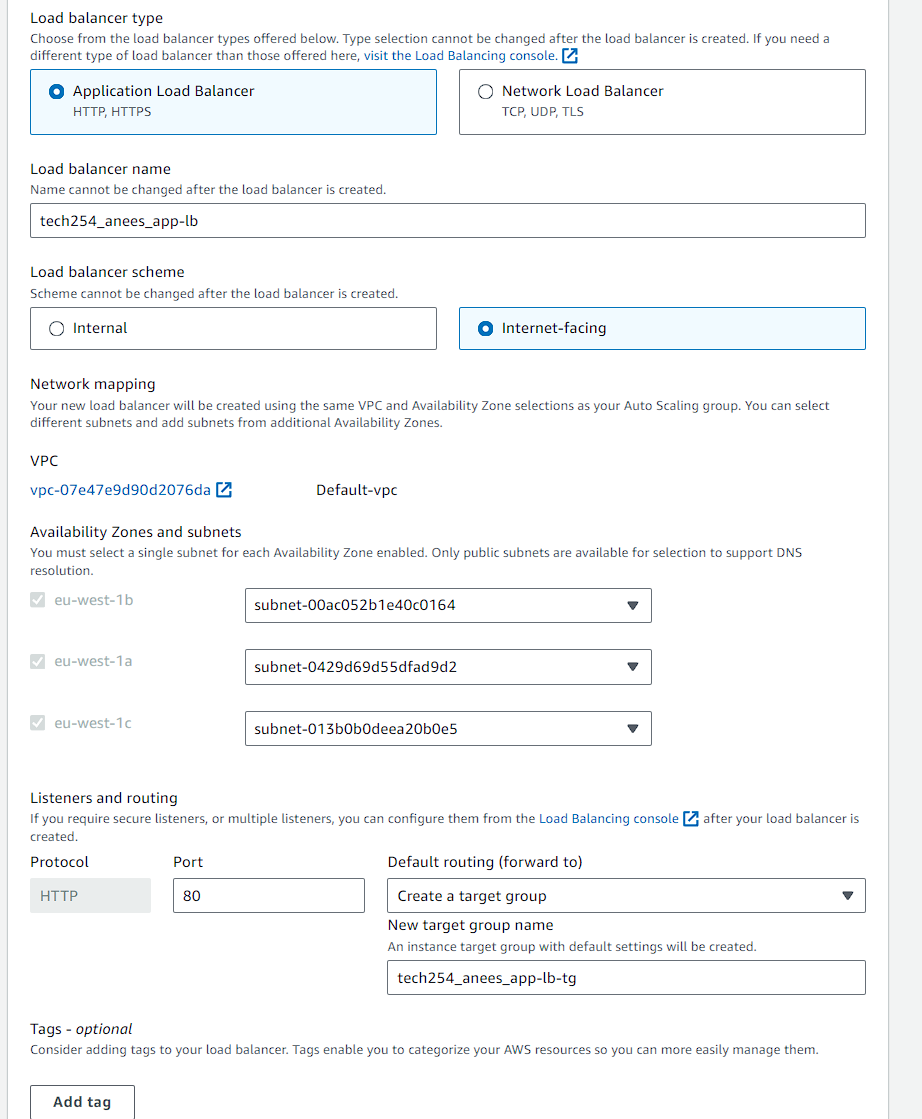 Load balancer type
Choose from the load balancer types offered below. Type selection cannot be changed after the load balancer is created. If you need a
different type of load balancer than those offered here, visit the Load Balancing console.
Application Load Balancer
HTTP, HTTPS
Network Load Balancer
TCP, UDP, TLS
Load balancer name
Name cannot be changed after the load balancer is created.
tech254_anees_app-lb
Load balancer scheme
Scheme cannot be changed after the load balancer is created.
Internal
Internet-facing
Network mapping
Your new load balancer will be created using the same VPC and Availability Zone selections as your Auto Scaling group. You can select
different subnets and add subnets from additional Availability Zones.
VPC
vpc-07e47e9d90d2076da
Default-vpc
Availability Zones and subnets
You must select a single subnet for each Availability Zone enabled. Only public subnets are available for selection to support DNS
resolution.
eu-west-1b
subnet-00ac052b1e40c0164
eu-west-1a
subnet-0429d69d55dfad9d2
eu-west-1c
subnet-013b0b0deea20b0e5
Listeners and routing
If you require secure listeners, or multiple listeners, you can configure them from the Load Balancing console after your load balancer is
created.
Protocol
HTTP
Port
80
Default routing (forward to)
Create a target group
New target group name
An instance target group with default settings will be created.
tech254_anees_app-lb-tg
Tags - optional
Consider adding tags to your load balancer. Tags enable you to categorize your AWS resources so you can more easily manage them.
Add tag